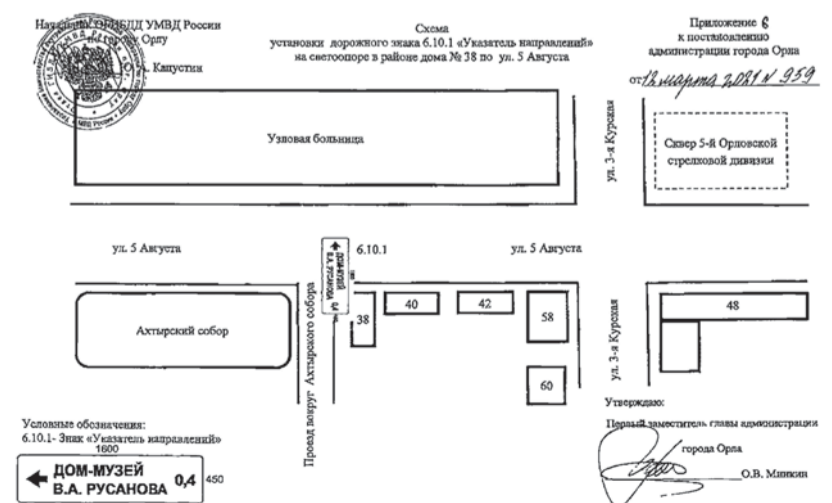 Начальник ОГИБДД УМВД России
по городу Орлу
О. А. Капустин
Схема
установки дорожного знака 6.10.1 «Указатель направлений»
на светоопоре в районе дома № 38 по ул. 5 Августа
Приложение 6
к постановлению
администрации города Орла
от 12 марта 2021 N 959
Узловая больница
ул. 3-я Курская
Сквер 5-й Орловской
стрелковой дивизии
ул. 5 Августа
ДОМ-МУЗЕЙ
В.А. РУСАНОВА 0,4
6.10.1
ул. 5 Августа
Ахтырский собор
Проезд вокруг Ахтырского собора
38
40
42
58
60
ул. 3-я Курская
48
Условные обозначения:
6.10.1- Знак «Указатель направлений»
1600
ДОМ-МУЗЕЙ
В.А. РУСАНОВА 0,4
450
Утверждаю:
Первый заместитель главы администрации
города Орла
О.В. Минкин